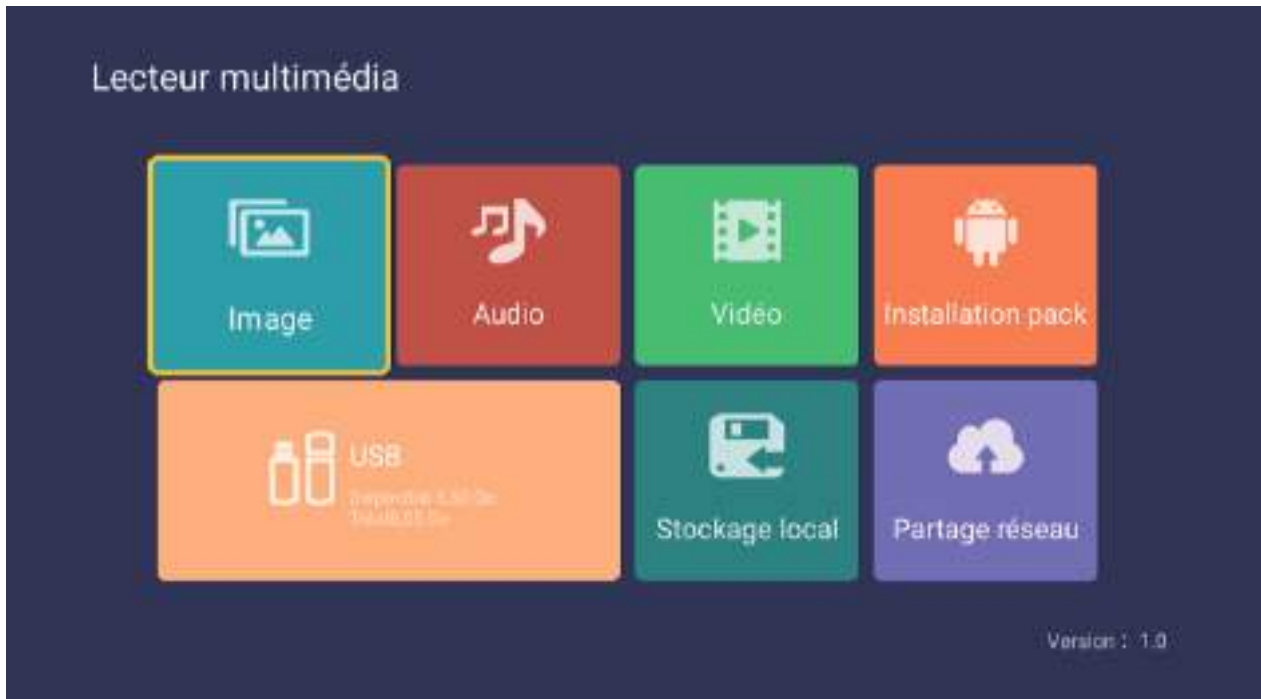 Lecteur multimédia
Image
Audio
Vidéo
Installation pack
USB
Stockage local
Partage réseau
Version : 1.0